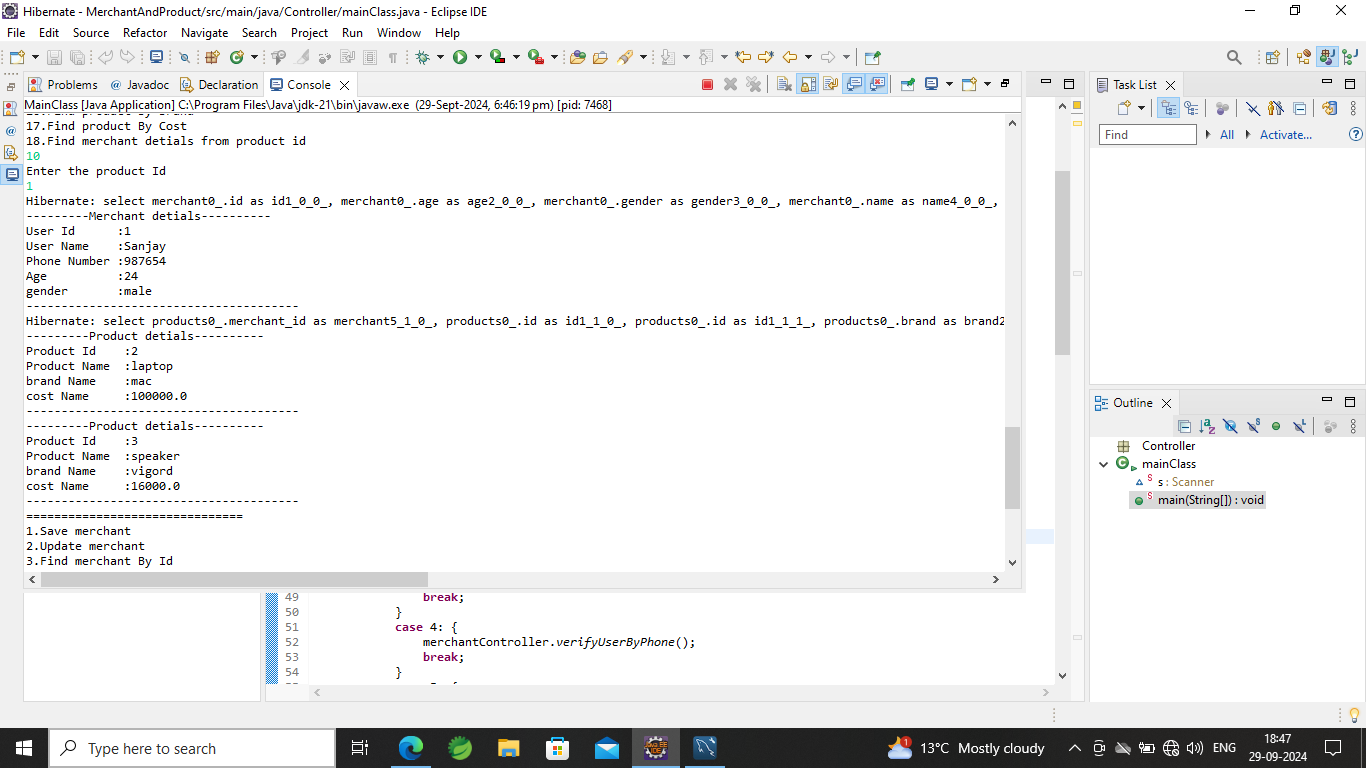 Hibernate - MerchantAndProduct/src/main/java/Controller/mainClass.java - Eclipse IDE
File Edit Source Refactor Navigate Search Project Run Window Help
Problems Javadoc Declaration Console
MainClass [Java Application] C:\Program Files\Java\jdk-21\bin\javaw.exe (29-Sept-2024, 6:46:19 pm) [pid: 7468]
17.Find product By Cost
18.Find merchant detials from product id
10
Enter the product Id
1
Hibernate: select merchant0_.id as id1_0_0_, merchant0_.age as age2_0_0_, merchant0_.gender as gender3_0_0_, merchant0_.name as name4_0_0_,
---------Merchant detials----------
User Id      :1
User Name    :Sanjay
Phone Number :987654
Age          :24
gender       :male
---------------------------------------
Hibernate: select products0_.merchant_id as merchant5_1_0_, products0_.id as id1_1_0_, products0_.id as id1_1_1_, products0_.brand as brand2
---------Product detials----------
Product Id    :2
Product Name  :laptop
brand Name    :mac
cost Name     :100000.0
---------------------------------------
---------Product detials----------
Product Id    :3
Product Name  :speaker
brand Name    :vigord
cost Name     :16000.0
---------------------------------------
===============================
1.Save merchant
2.Update merchant
3.Find merchant By Id
49 break;
50 }
51 case 4: {
52 merchantController.verifyUserByPhone();
53 break;
54 }
Task List
Find All Activate...
Outline
Controller
mainClass
S s : Scanner
S main(String[]) : void
Type here to search
Java EE IDE
1
13°C Mostly cloudy
ENG
18:47
29-09-2024